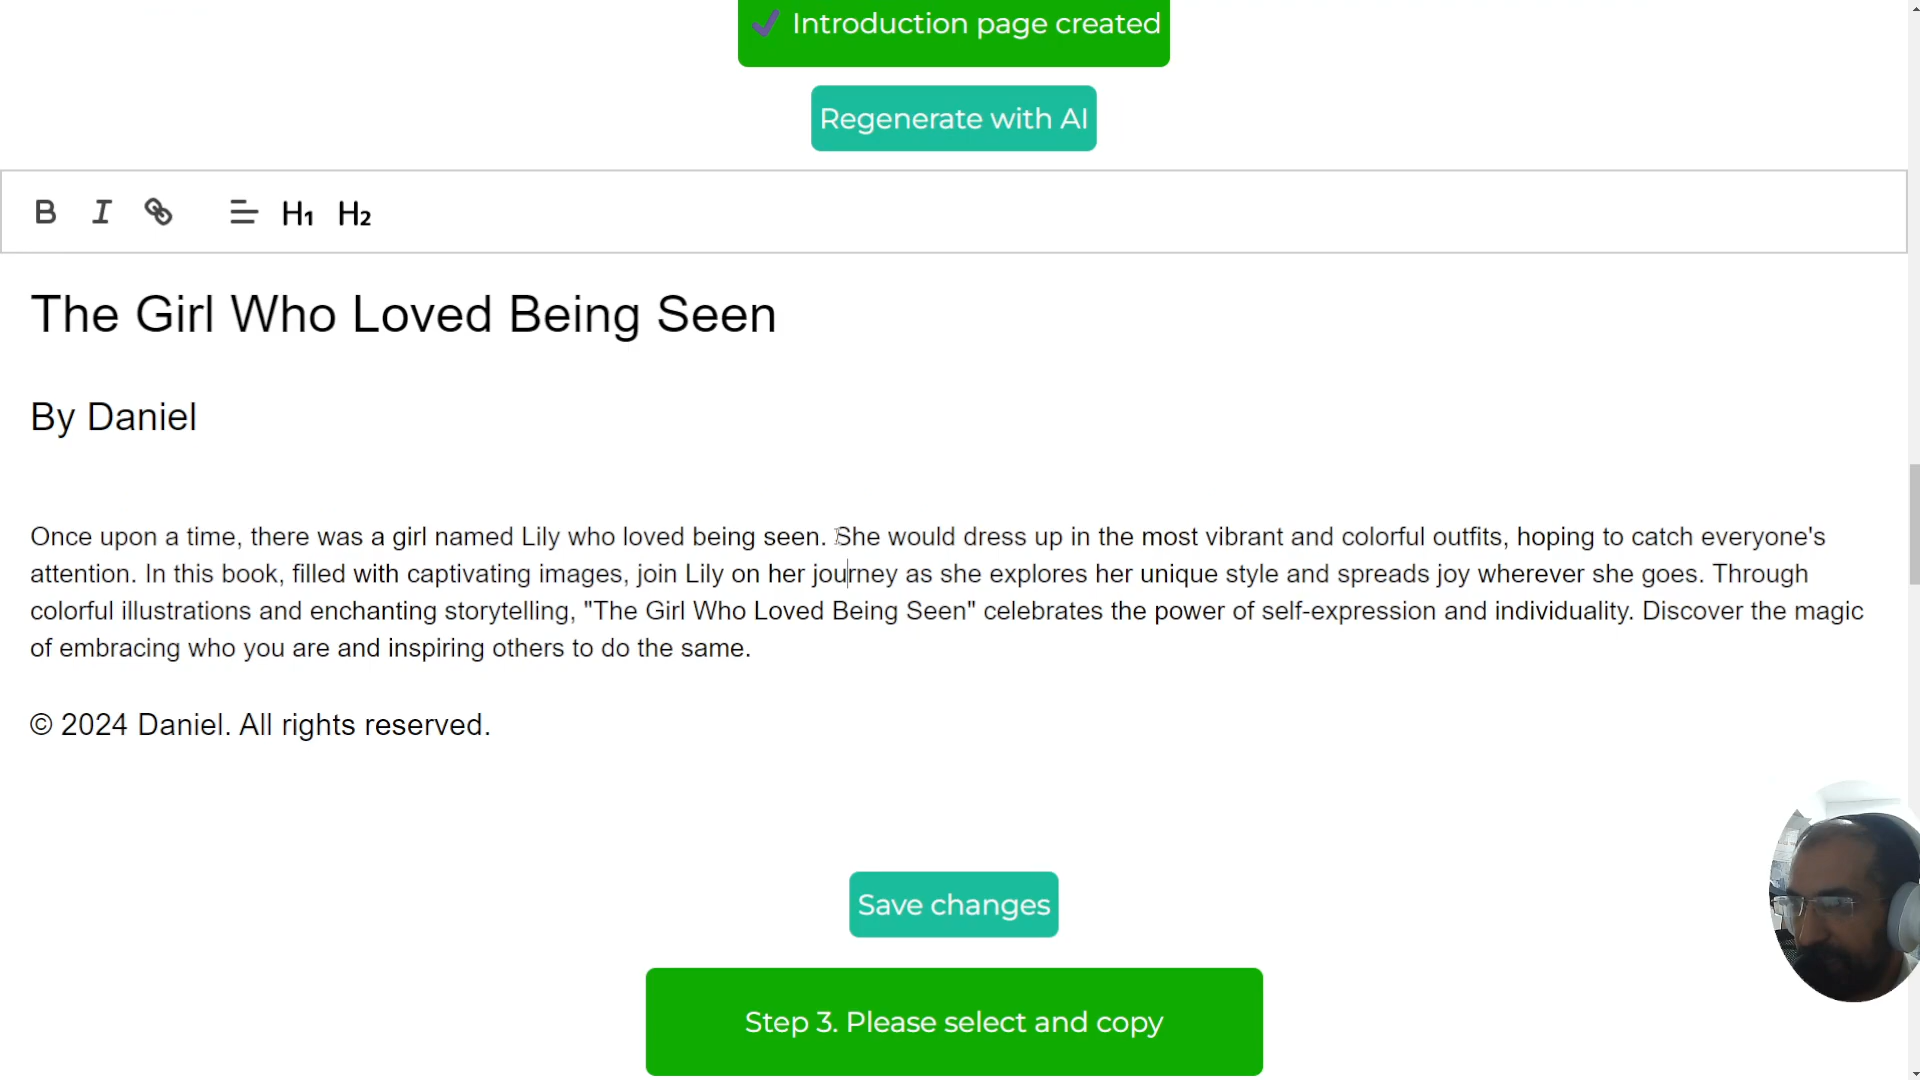 Introduction page created
Regenerate with AI
B I H1 H2
The Girl Who Loved Being Seen
By Daniel
Once upon a time, there was a girl named Lily who loved being seen. She would dress up in the most vibrant and colorful outfits, hoping to catch everyone's
attention. In this book, filled with captivating images, join Lily on her journey as she explores her unique style and spreads joy wherever she goes. Through
colorful illustrations and enchanting storytelling, "The Girl Who Loved Being Seen" celebrates the power of self-expression and individuality. Discover the magic
of embracing who you are and inspiring others to do the same.
© 2024 Daniel. All rights reserved.
Save changes
Step 3. Please select and copy